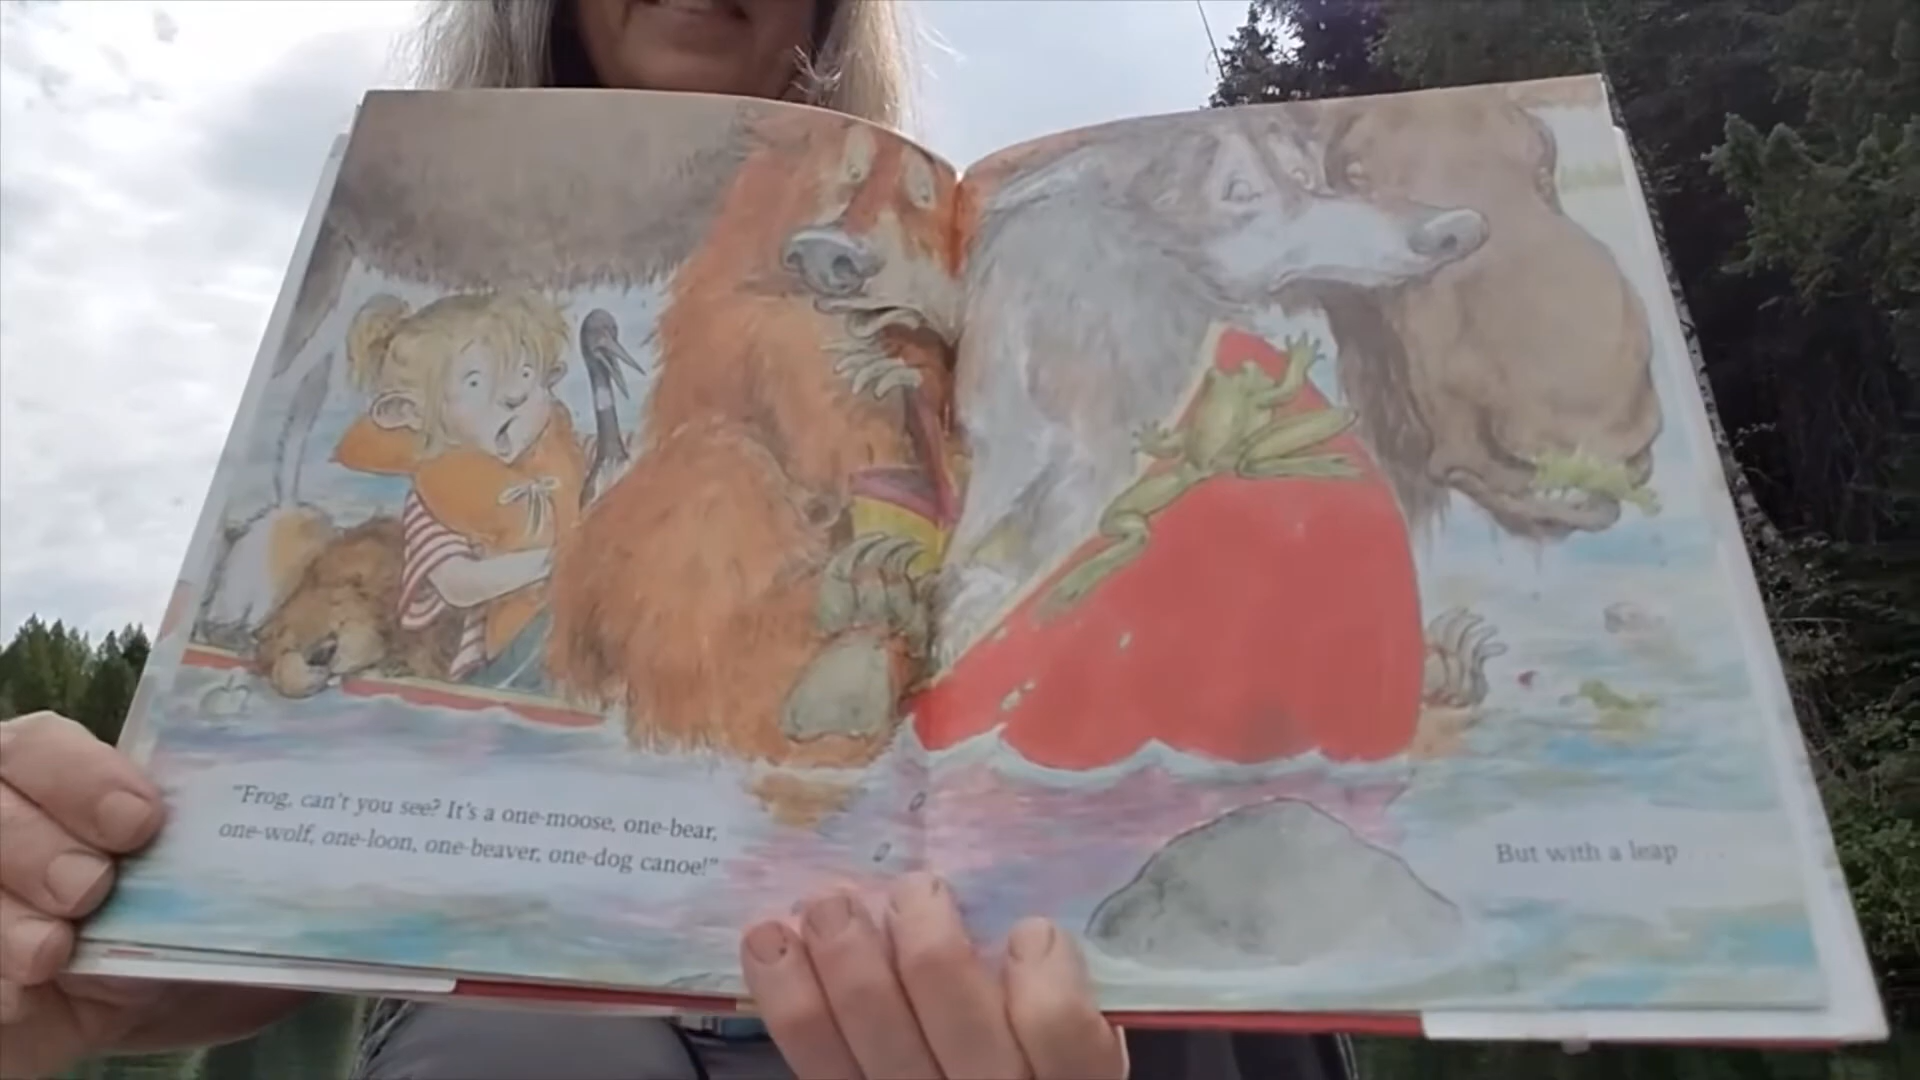 "Frog, can't you see? It's a one-moose, one-bear,
one-wolf, one-loon, one-beaver, one-dog canoe!"
But with a leap . . .